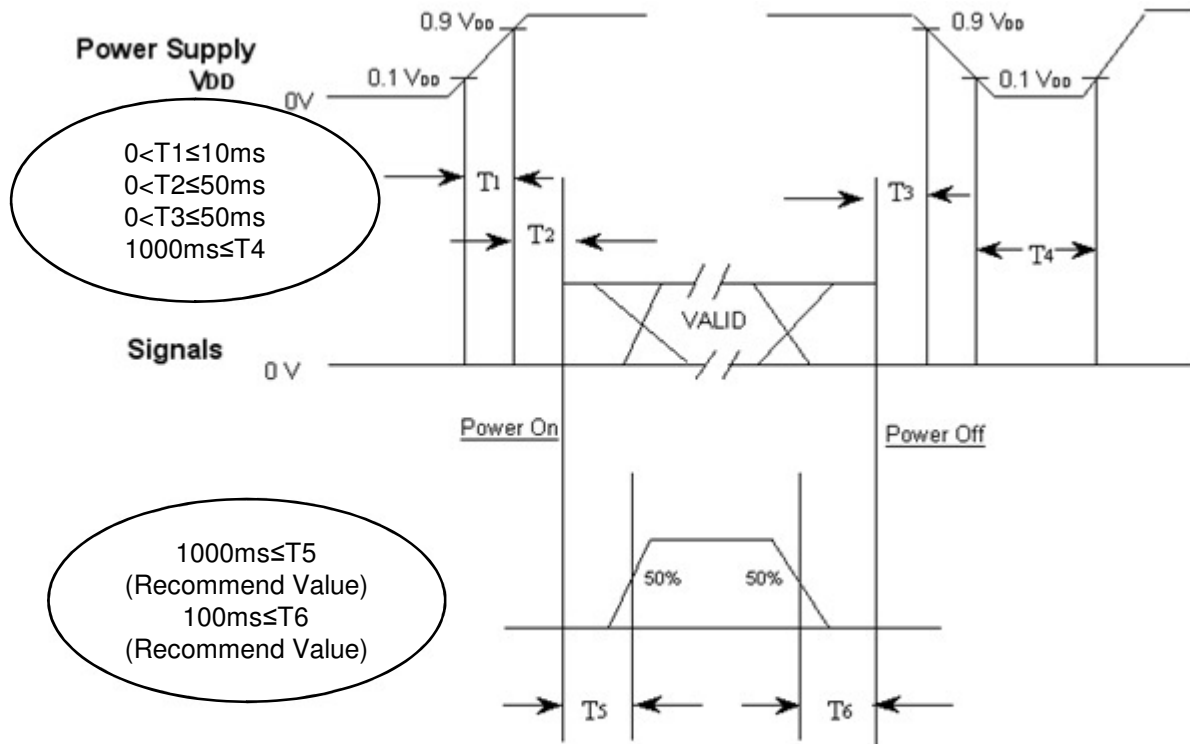 Power Supply
VDD
0V
0.1 VDD
0.9 VDD
0.9 VDD
0.1 VDD
0<T1≤10ms
0<T2≤50ms
0<T3≤50ms
1000ms≤T4
T1
T2
T3
T4
VALID
Signals
0 V
Power On
Power Off
1000ms≤T5
(Recommend Value)
100ms≤T6
(Recommend Value)
50%
50%
T5
T6